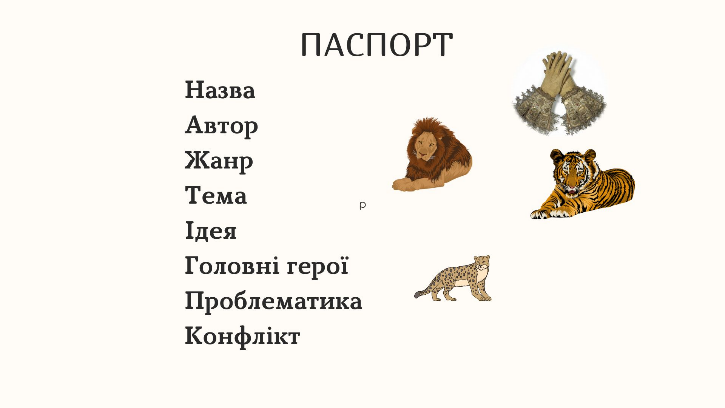 ПАСПОРТ
Назва
Автор
Жанр
Тема
р
Ідея
Головні герої
Проблематика
Конфлікт